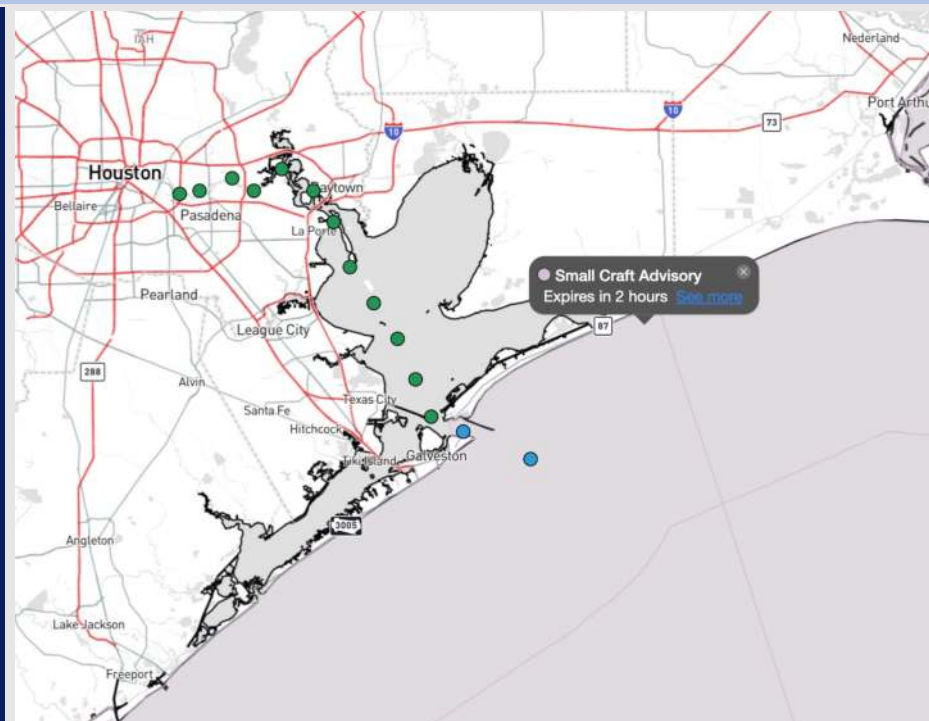 IAH
Nederland
Port Arthu
10
73
10
Houston
Baytown
Bellaire
Pasadena
La Porte
Small Craft Advisory
Expires in 2 hours See more
Pearland
League City
87
288
Alvin
Texas City
Santa Fe
Hitchcock
Tiki Island
Galveston
3005
Angleton
Lake Jackson
Freeport